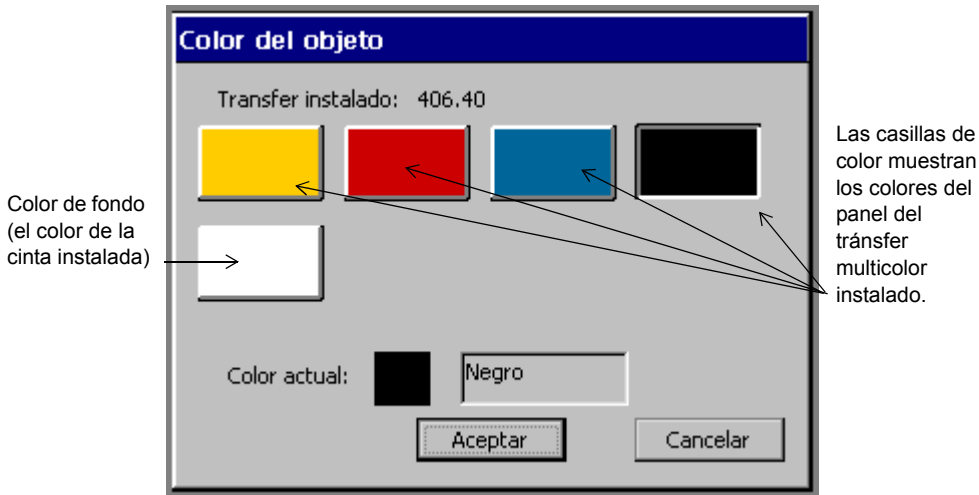 Color del objeto
Transfer instalado: 406.40
Las casillas de
color muestran
los colores del
panel del
tránsfer
multicolor
instalado.
Color de fondo
(el color de la
cinta instalada)
Color actual:
Negro
Aceptar
Cancelar